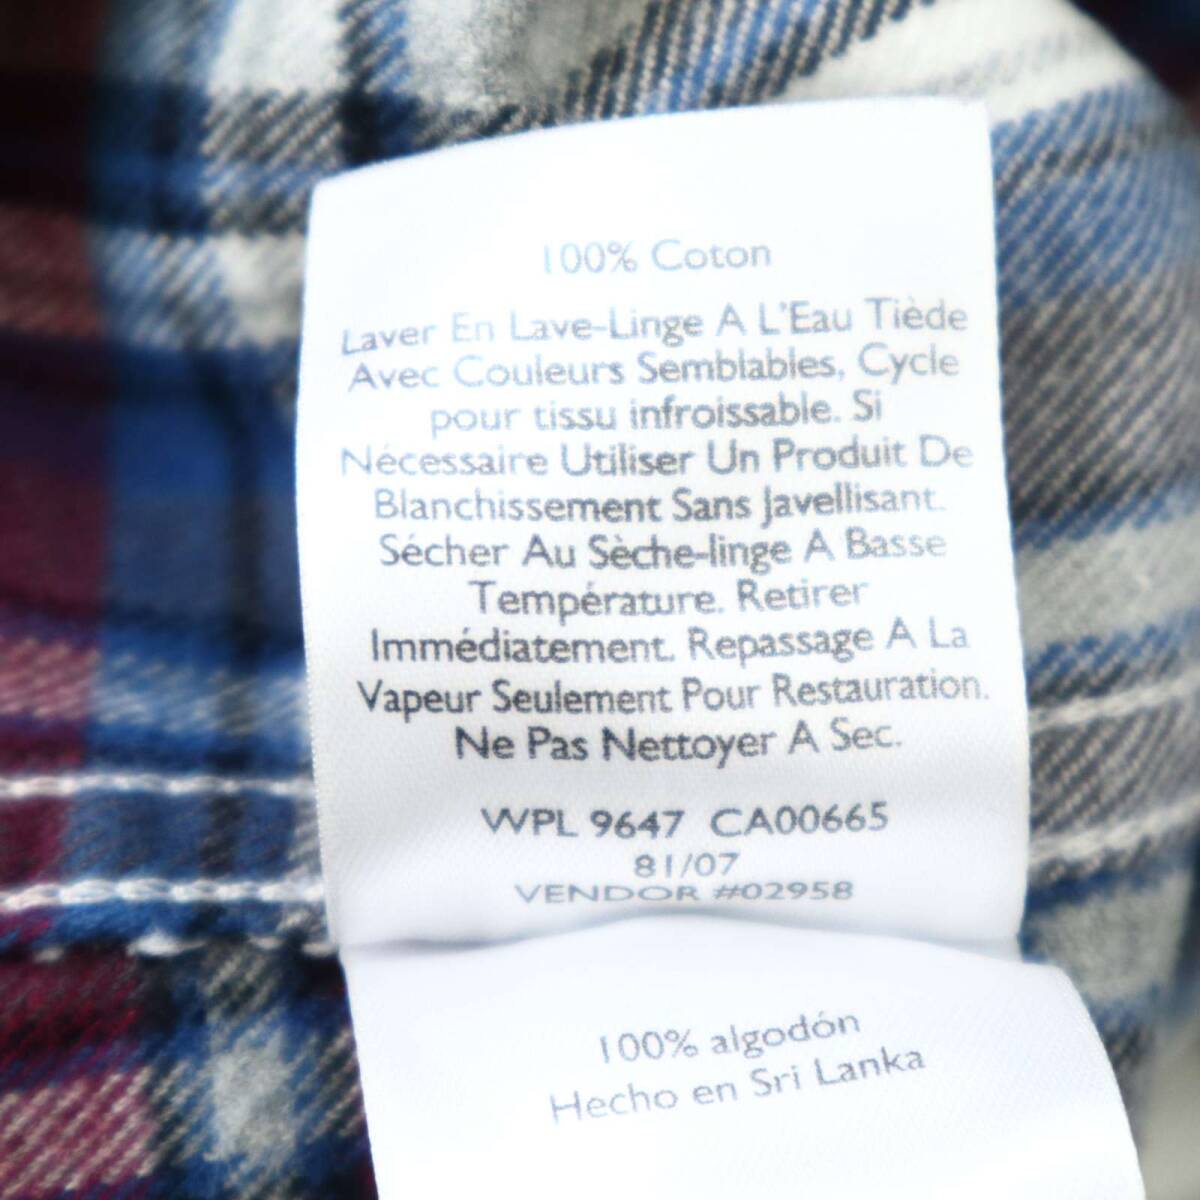 100% Coton
Laver En Lave-Linge A L'Eau Tiède
Avec Couleurs Semblables, Cycle
pour tissu infroissable. Si
Nécessaire Utiliser Un Produit De
Blanchissement Sans Javellisant.
Sécher Au Sèche-linge A Basse
Température. Retirer
Immédiatement. Repassage A La
Vapeur Seulement Pour Restauration.
Ne Pas Nettoyer A Sec.
WPL 9647 CA00665
81/07
VENDOR #02958
100% algodón
Hecho en Sri Lanka